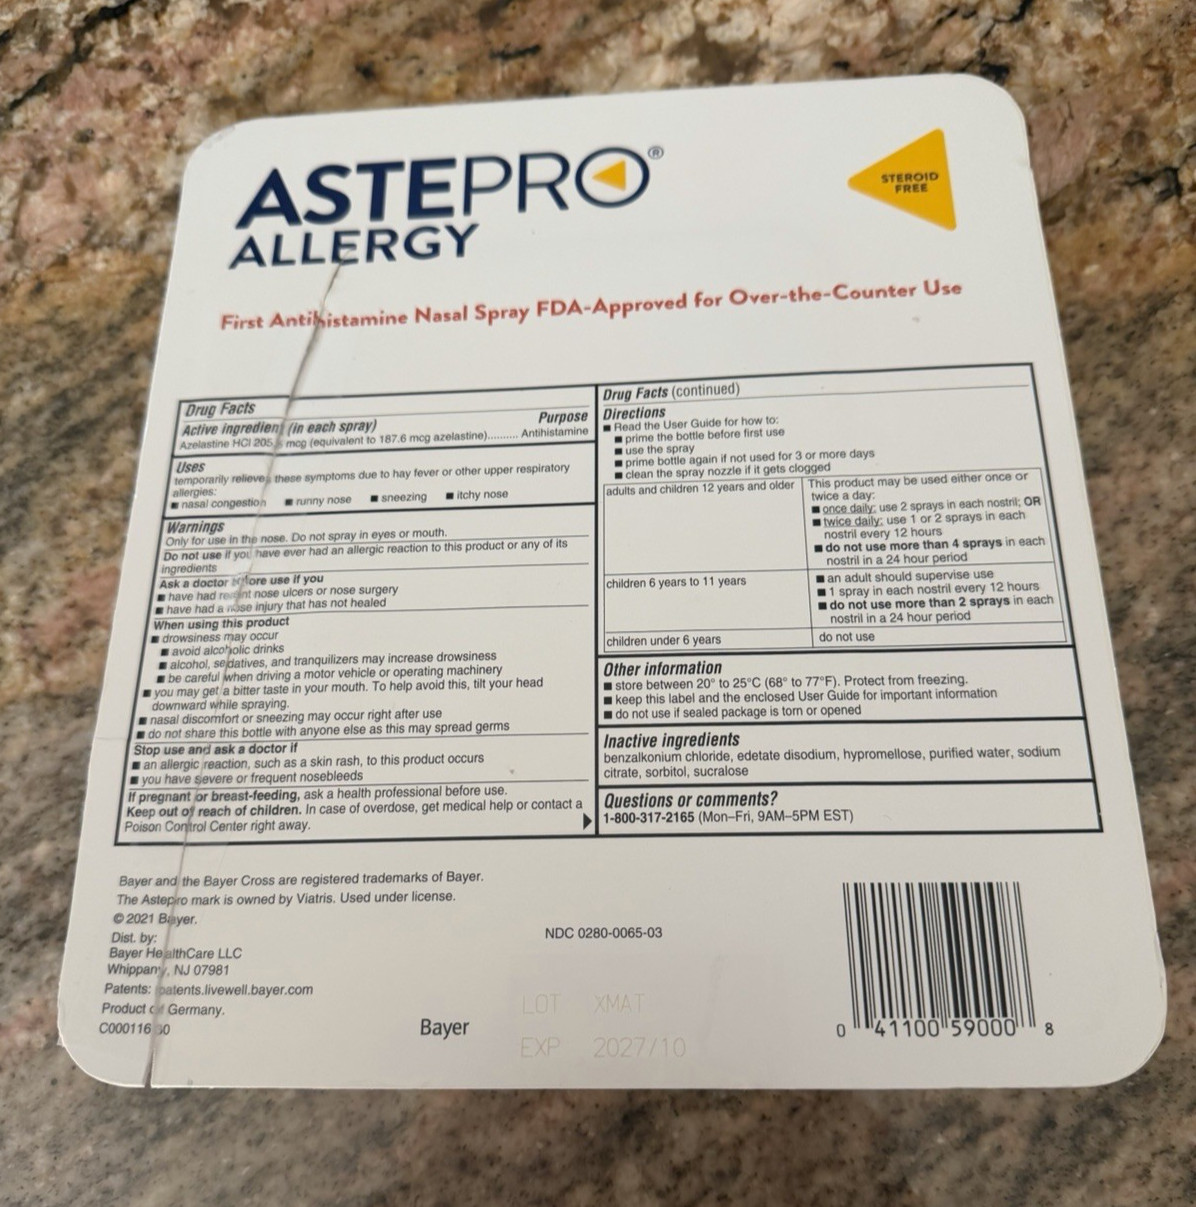 ASTEPRO®
ALLERGY
STEROID
FREE
First Antihistamine Nasal Spray FDA-Approved for Over-the-Counter Use
Drug Facts
Active ingredient (in each spray) Purpose
Azelastine HCl 205.5 mcg (equivalent to 187.6 mcg azelastine).......... Antihistamine
Uses
temporarily relieves these symptoms due to hay fever or other upper respiratory
allergies:
■ nasal congestion ■ runny nose ■ sneezing ■ itchy nose
Warnings
Only for use in the nose. Do not spray in eyes or mouth.
Do not use if you have ever had an allergic reaction to this product or any of its
ingredients
Ask a doctor before use if you
■ have had recent nose ulcers or nose surgery
■ have had a nose injury that has not healed
When using this product
■ drowsiness may occur
■ avoid alcoholic drinks
■ alcohol, sedatives, and tranquilizers may increase drowsiness
■ be careful when driving a motor vehicle or operating machinery
■ you may get a bitter taste in your mouth. To help avoid this, tilt your head
downward while spraying.
■ nasal discomfort or sneezing may occur right after use
■ do not share this bottle with anyone else as this may spread germs
Stop use and ask a doctor if
■ an allergic reaction, such as a skin rash, to this product occurs
■ you have severe or frequent nosebleeds
If pregnant or breast-feeding, ask a health professional before use.
Keep out of reach of children. In case of overdose, get medical help or contact a
Poison Control Center right away.
Drug Facts (continued)
Directions
■ Read the User Guide for how to:
■ prime the bottle before first use
■ use the spray
■ prime bottle again if not used for 3 or more days
■ clean the spray nozzle if it gets clogged
adults and children 12 years and older
This product may be used either once or
twice a day:
■ once daily: use 2 sprays in each nostril; OR
■ twice daily: use 1 or 2 sprays in each
nostril every 12 hours
■ do not use more than 4 sprays in each
nostril in a 24 hour period
children 6 years to 11 years
■ an adult should supervise use
■ 1 spray in each nostril every 12 hours
■ do not use more than 2 sprays in each
nostril in a 24 hour period
children under 6 years
do not use
Other information
■ store between 20° to 25°C (68° to 77°F). Protect from freezing.
■ keep this label and the enclosed User Guide for important information
■ do not use if sealed package is torn or opened
Inactive ingredients
benzalkonium chloride, edetate disodium, hypromellose, purified water, sodium
citrate, sorbitol, sucralose
Questions or comments?
1-800-317-2165 (Mon–Fri, 9AM–5PM EST)
Bayer and the Bayer Cross are registered trademarks of Bayer.
The Astepro mark is owned by Viatris. Used under license.
© 2021 Bayer.
Dist. by:
Bayer HealthCare LLC
Whippany, NJ 07981
Patents: patents.livewell.bayer.com
Product of Germany.
Bayer
NDC 0280-0065-03
LOT XMAT
EXP 2027/10
0 41100 59000 8